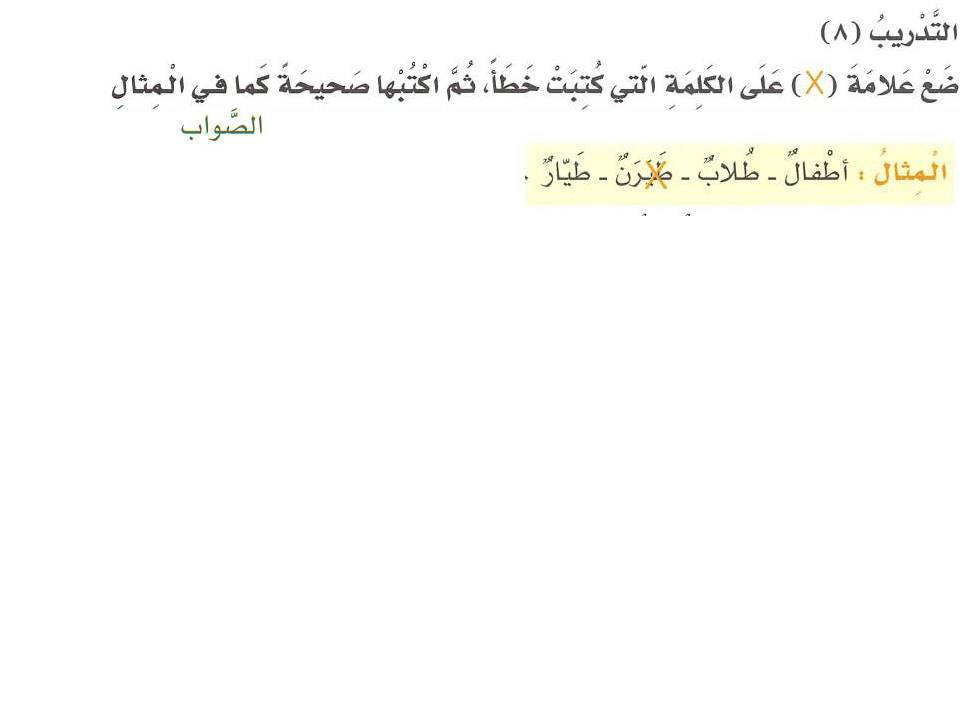 التَّدْريبُ (٨)
ضَعْ عَلامَةَ (X) عَلَى الكَلِمَةِ الّتي كُتِبَتْ خَطَأً، ثُمَّ اكْتُبْها صَحيحَةً كَما في الْمِثالِ
الصَّواب
الْمِثالُ : أطْفالٌ - طُلابٌ - - طَيّارٌ .